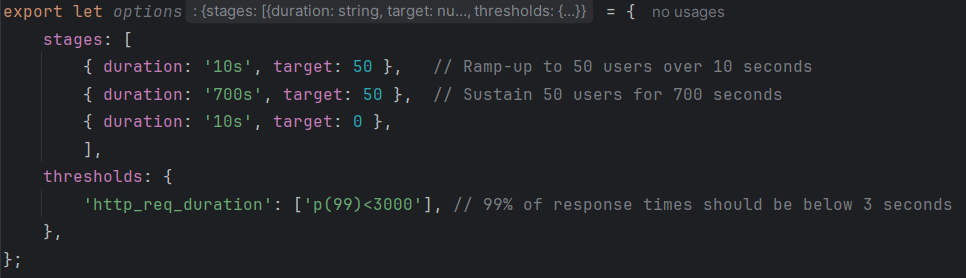 export let options : {stages: [{duration: string, target: nu..., thresholds: {...}} = { no usages
    stages: [
        { duration: '10s', target: 50 },   // Ramp-up to 50 users over 10 seconds
        { duration: '700s', target: 50 },  // Sustain 50 users for 700 seconds
        { duration: '10s', target: 0 },
        ],
    thresholds: {
        'http_req_duration': ['p(99)<3000'], // 99% of response times should be below 3 seconds
    },
};